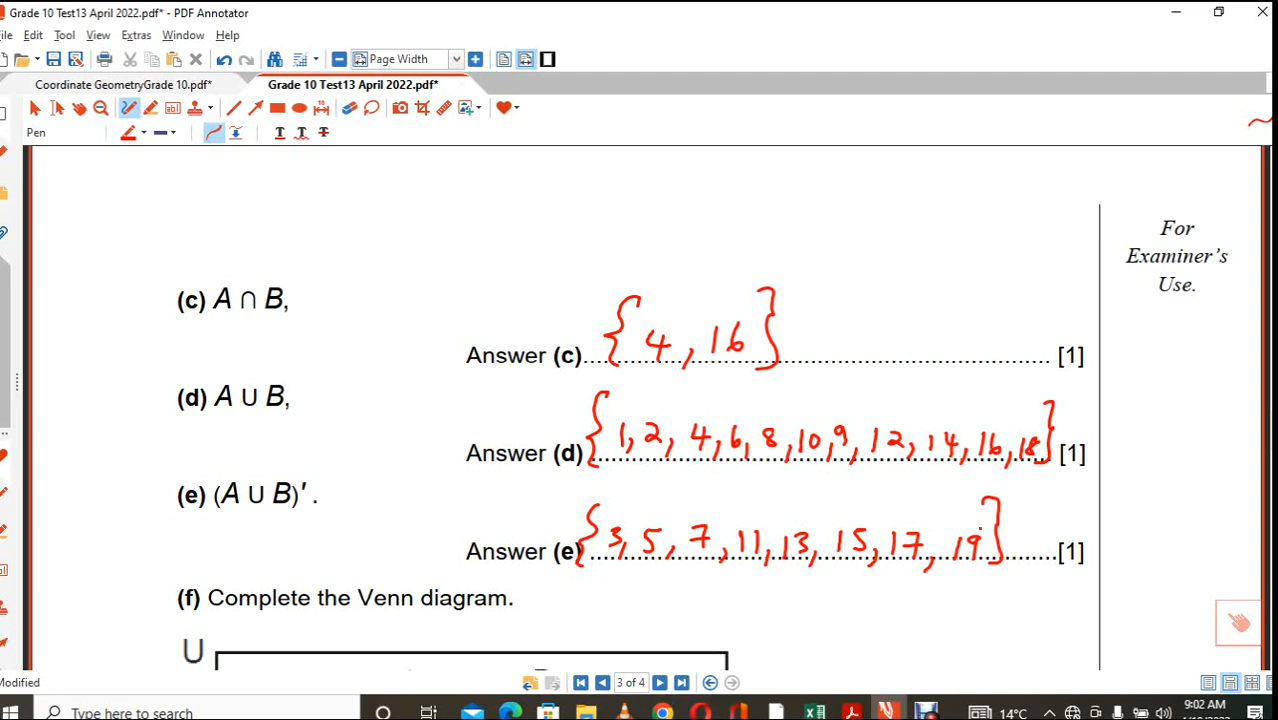 Grade 10 Test13 April 2022.pdf* - PDF Annotator
Edit Tool View Extras Window Help
Page Width
Coordinate GeometryGrade 10.pdf* Grade 10 Test13 April 2022.pdf*
Pen
For
Examiner's
Use.
(c) A ∩ B,
{4, 16}
Answer (c) [1]
(d) A ∪ B,
{1, 2, 4, 6, 8, 10, 9, 12, 14, 16, 18}
Answer (d) [1]
(e) (A ∪ B)′ .
{3, 5, 7, 11, 13, 15, 17, 19}
Answer (e) [1]
(f) Complete the Venn diagram.
U
Modified
3 of 4
9:02 AM
Type here to search
14°C